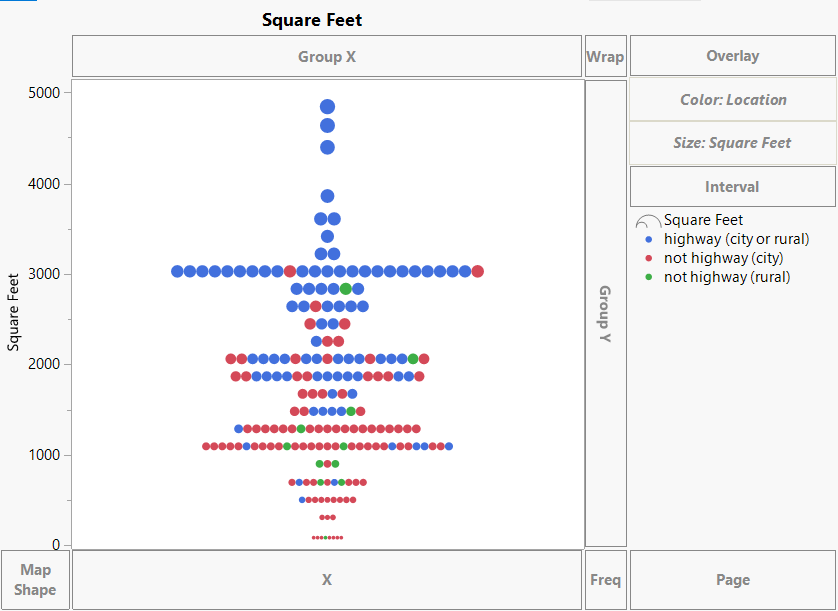 Square Feet
Group X
Wrap
Overlay
Color: Location
Size: Square Feet
Interval
Square Feet
highway (city or rural)
not highway (city)
not highway (rural)
5000
4000
3000
2000
1000
0
Square Feet
Group Y
Map
Shape
X
Freq
Page